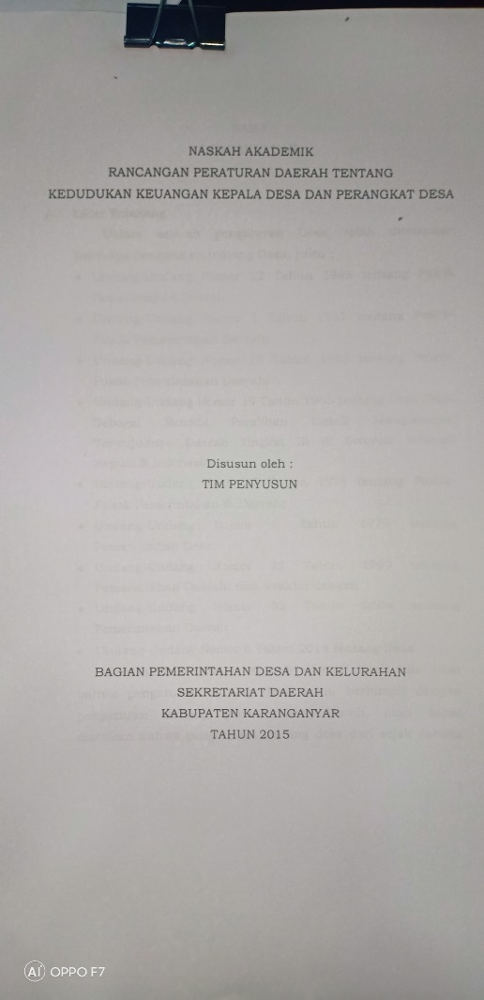 NASKAH AKADEMIK
RANCANGAN PERATURAN DAERAH TENTANG
KEDUDUKAN KEUANGAN KEPALA DESA DAN PERANGKAT DESA
Disusun oleh :
TIM PENYUSUN
BAGIAN PEMERINTAHAN DESA DAN KELURAHAN
SEKRETARIAT DAERAH
KABUPATEN KARANGANYAR
TAHUN 2015
AI OPPO F7